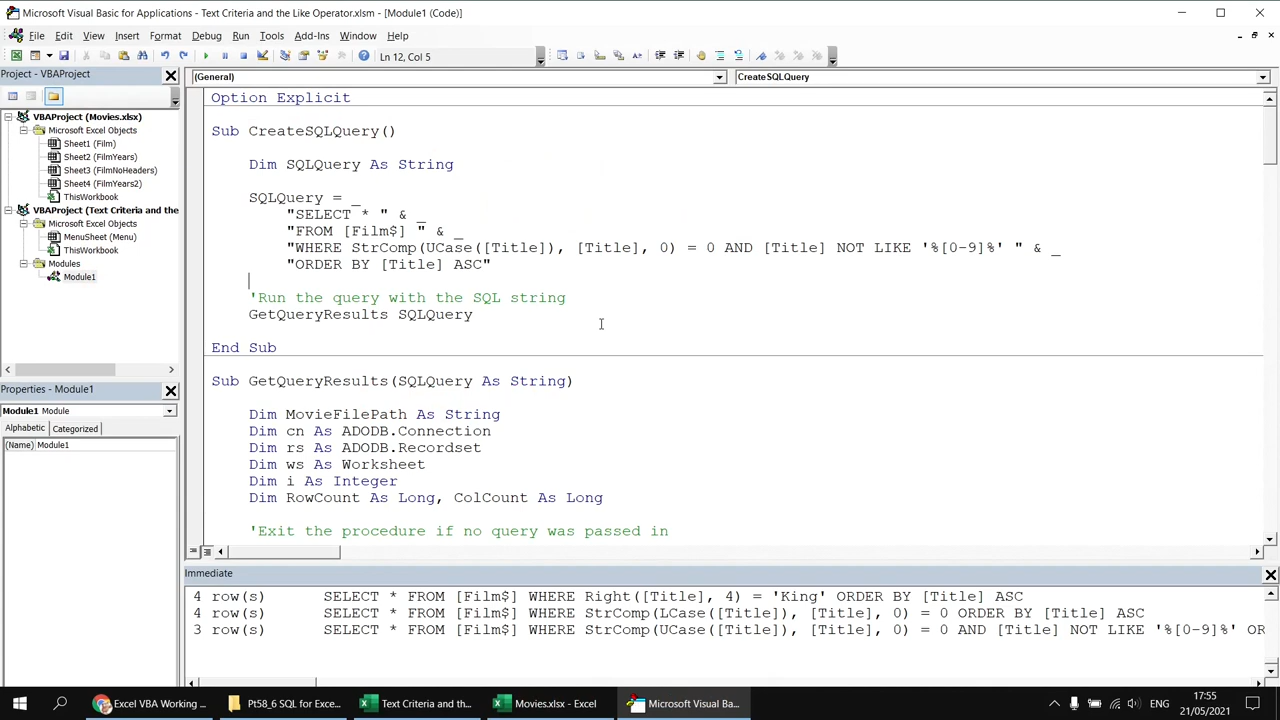 Microsoft Visual Basic for Applications - Text Criteria and the Like Operator.xlsm - [Module1 (Code)]
File Edit View Insert Format Debug Run Tools Add-Ins Window Help
Ln 12, Col 5
Project - VBAProject
(General)
CreateSQLQuery
VBAProject (Movies.xlsx)
Microsoft Excel Objects
Sheet1 (Film)
Sheet2 (FilmYears)
Sheet3 (FilmNoHeaders)
Sheet4 (FilmYears2)
ThisWorkbook
VBAProject (Text Criteria and the
Microsoft Excel Objects
MenuSheet (Menu)
ThisWorkbook
Modules
Module1
Properties - Module1
Module1 Module
Alphabetic Categorized
(Name) Module1
Option Explicit
Sub CreateSQLQuery()
Dim SQLQuery As String
SQLQuery = _
"SELECT * " & _
"FROM [Film$] " & _
"WHERE StrComp(UCase([Title]), [Title], 0) = 0 AND [Title] NOT LIKE '%[0-9]%' " & _
"ORDER BY [Title] ASC"
'Run the query with the SQL string
GetQueryResults SQLQuery
End Sub
Sub GetQueryResults(SQLQuery As String)
Dim MovieFilePath As String
Dim cn As ADODB.Connection
Dim rs As ADODB.Recordset
Dim ws As Worksheet
Dim i As Integer
Dim RowCount As Long, ColCount As Long
'Exit the procedure if no query was passed in
Immediate
4 row(s) SELECT * FROM [Film$] WHERE Right([Title], 4) = 'King' ORDER BY [Title] ASC
4 row(s) SELECT * FROM [Film$] WHERE StrComp(LCase([Title]), [Title], 0) = 0 ORDER BY [Title] ASC
3 row(s) SELECT * FROM [Film$] WHERE StrComp(UCase([Title]), [Title], 0) = 0 AND [Title] NOT LIKE '%[0-9]%' OR
Excel VBA Working ...
Pt58_6 SQL for Exce...
Text Criteria and th...
Movies.xlsx - Excel
Microsoft Visual Ba...
ENG
17:55
21/05/2021